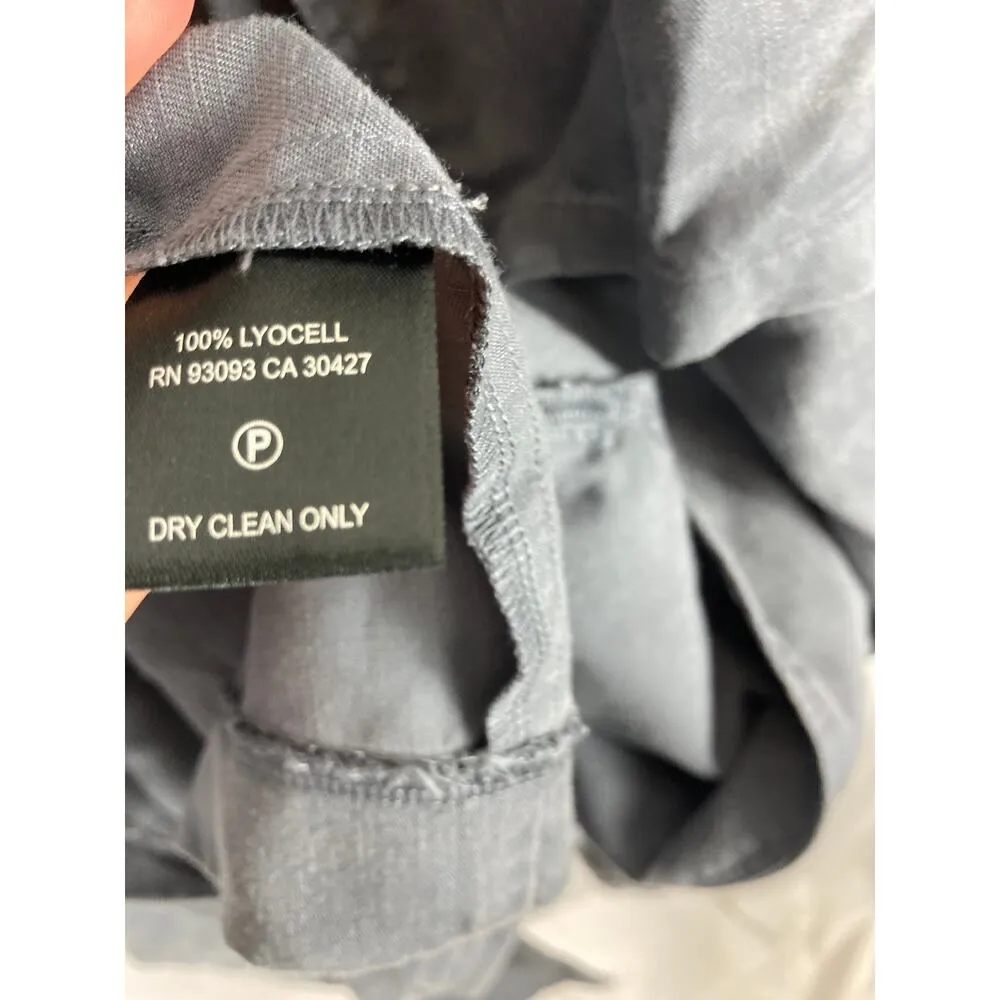 100% LYOCELL
RN 93093 CA 30427
P
DRY CLEAN ONLY